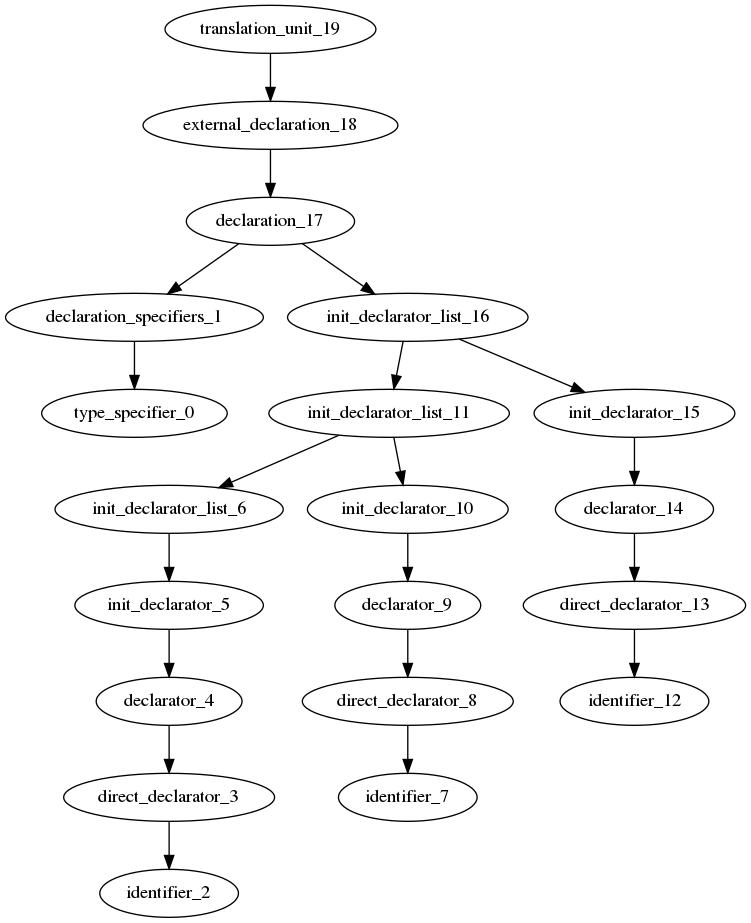 translation_unit_19
external_declaration_18
declaration_17
declaration_specifiers_1
init_declarator_list_16
type_specifier_0
init_declarator_list_11
init_declarator_15
init_declarator_list_6
init_declarator_10
declarator_14
init_declarator_5
declarator_9
direct_declarator_13
declarator_4
direct_declarator_8
identifier_12
direct_declarator_3
identifier_7
identifier_2